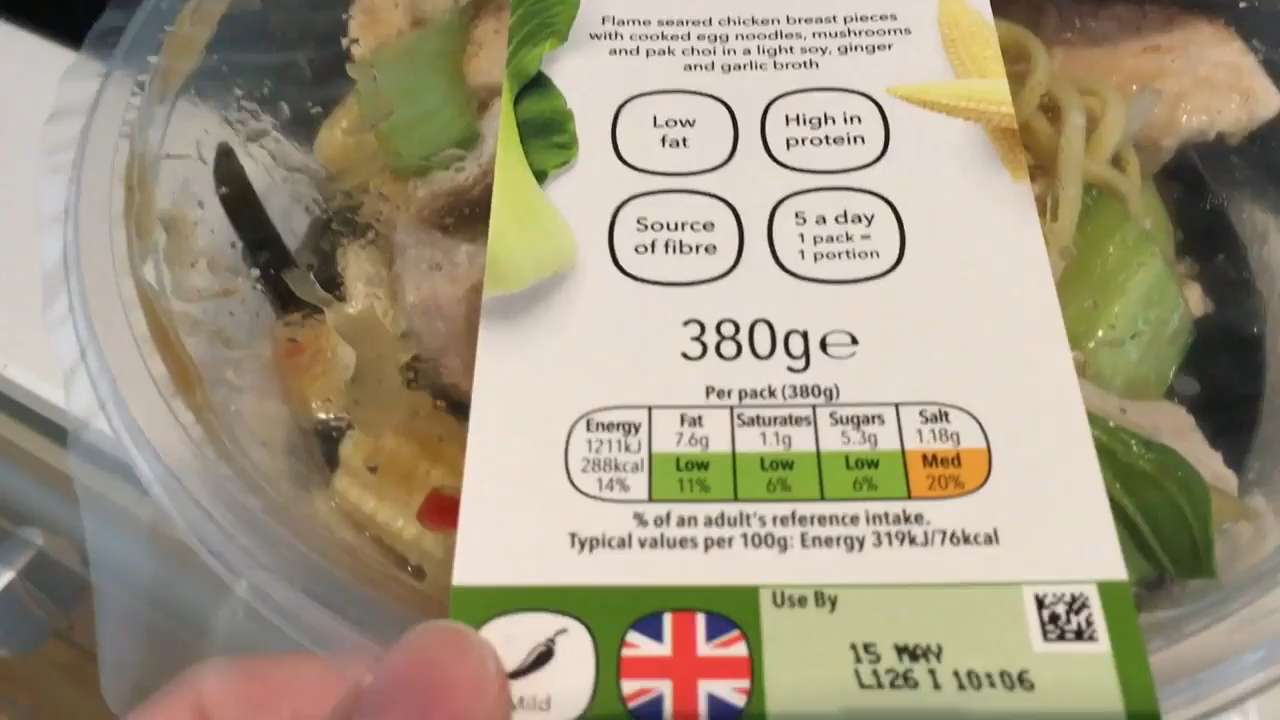 Flame seared chicken breast pieces
with cooked egg noodles, mushrooms
and pak choi in a light soy, ginger
and garlic broth
Low
fat
High in
protein
Source
of fibre
5 a day
1 pack =
1 portion
380g℮
Per pack (380g)
Energy
1211kJ
288kcal
14%
Fat
7.6g
Low
11%
Saturates
1.1g
Low
6%
Sugars
5.3g
Low
6%
Salt
1.18g
Med
20%
% of an adult's reference intake.
Typical values per 100g: Energy 319kJ/76kcal
Mild
Use By
15 MAY
L126 I 10:06